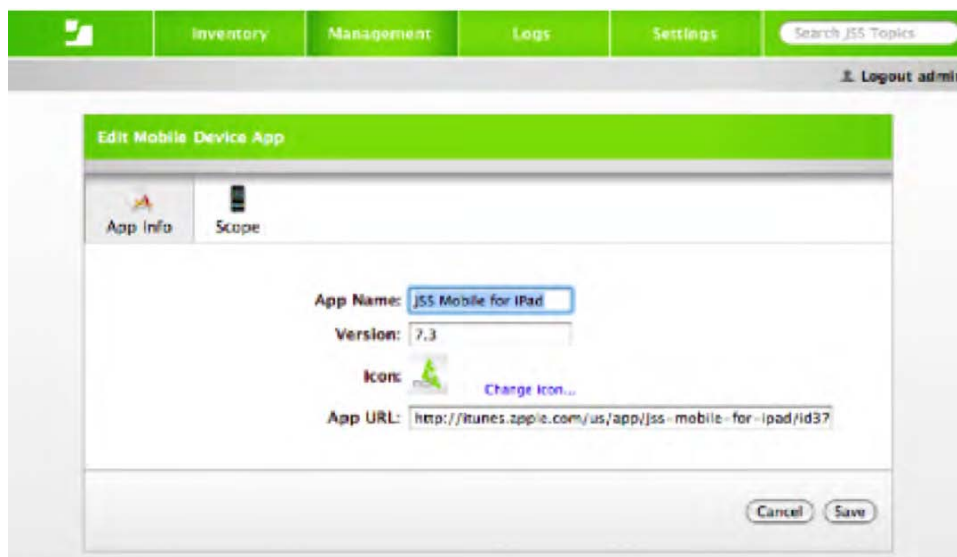 Inventory Management Logs Settings Search JSS Topics
Logout admin
Edit Mobile Device App
App Info Scope
App Name: JSS Mobile for iPad
Version: 7.3
Icon: Change Icon...
App URL: http://itunes.apple.com/us/app/jss-mobile-for-ipad/id37
Cancel Save